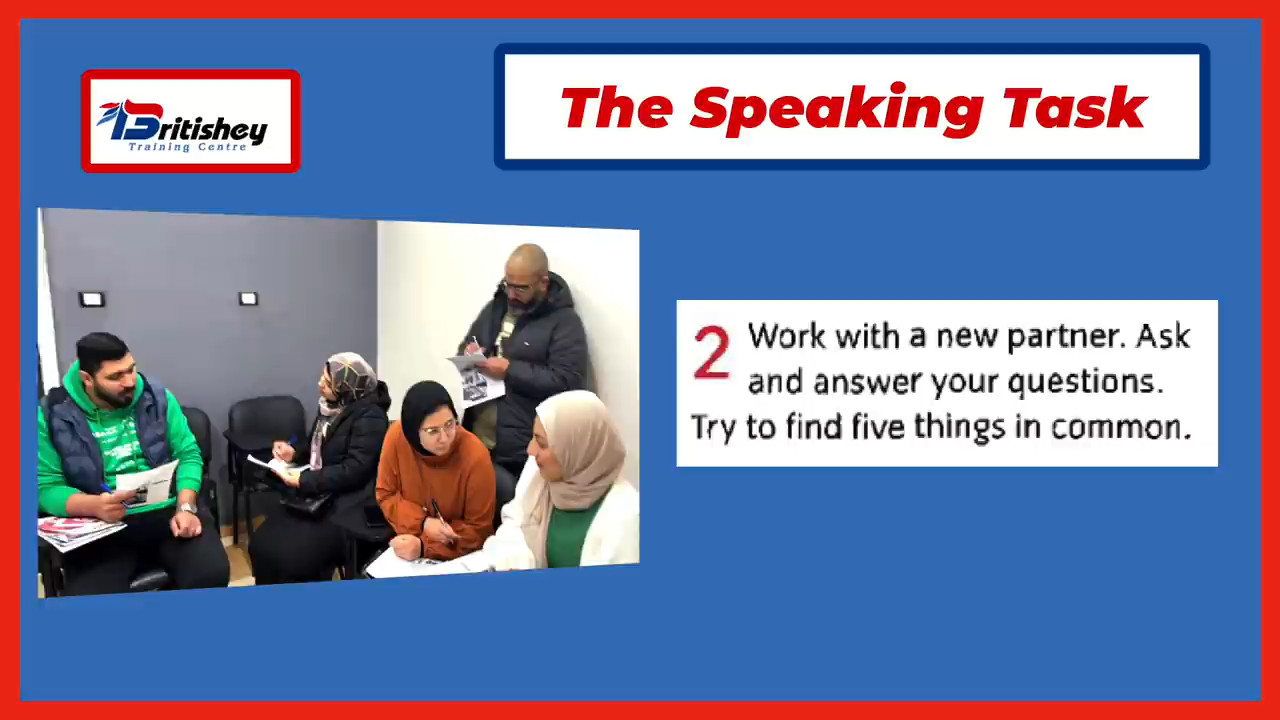 Britishey
Training Centre
The Speaking Task
2 Work with a new partner. Ask
and answer your questions.
Try to find five things in common.